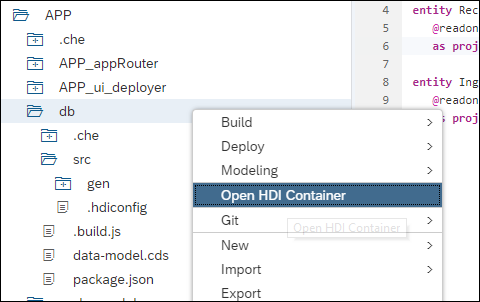 APP
.che
APP_appRouter
APP_ui_deployer
db
.che
src
gen
.hdiconfig
.build.js
data-model.cds
package.json
4 entity Rec
5 @readon
6 as proj
7
8 entity Ing
9 @readon
as proj
Build
Deploy
Modeling
Open HDI Container
Git
Open HDI Container
New
Import
Export